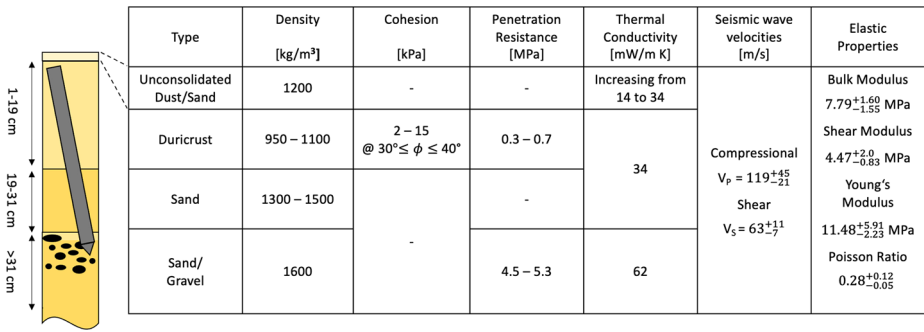 Type
Density
[kg/m³]
Cohesion
[kPa]
Penetration
Resistance
[MPa]
Thermal
Conductivity
[mW/m K]
Seismic wave
velocities
[m/s]
Elastic
Properties
Unconsolidated
Dust/Sand
1200
-
-
Increasing from
14 to 34
Duricrust
950 – 1100
2 – 15
@ 30°≤ ϕ ≤ 40°
0.3 – 0.7
34
Sand
1300 – 1500
-
-
Sand/
Gravel
1600
4.5 – 5.3
62
Compressional
V_P = 119^{+45}_{−21}
Shear
V_S = 63^{+11}_{−7}
Bulk Modulus
7.79^{+1.60}_{−1.55} MPa
Shear Modulus
4.47^{+2.0}_{−0.83} MPa
Young's
Modulus
11.48^{+5.91}_{−2.23} MPa
Poisson Ratio
0.28^{+0.12}_{−0.05}
1-19 cm
19-31 cm
>31 cm